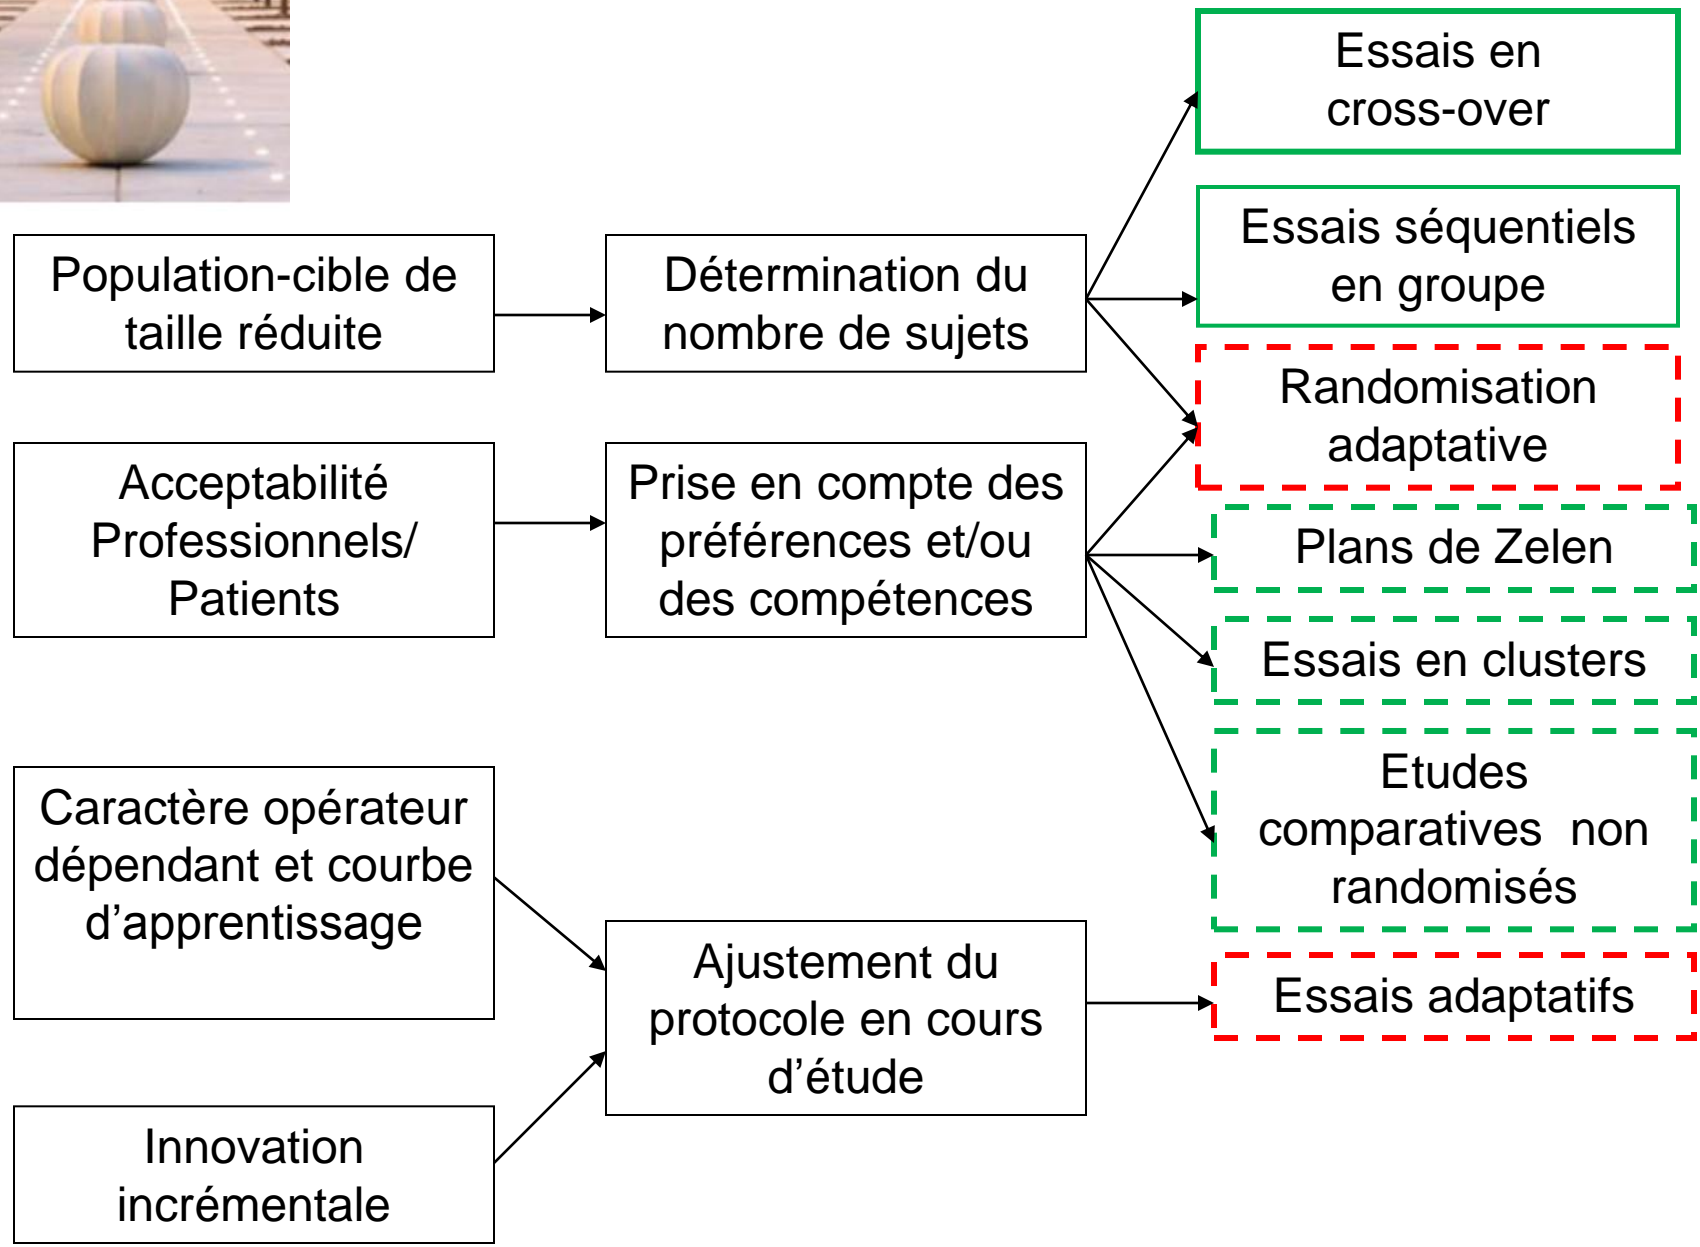 Essais en
cross-over
Essais séquentiels
en groupe
Population-cible de
taille réduite
Détermination du
nombre de sujets
Randomisation
adaptative
Acceptabilité
Professionnels/
Patients
Prise en compte des
préférences et/ou
des compétences
Plans de Zelen
Essais en clusters
Etudes
comparatives  non
randomisés
Caractère opérateur
dépendant et courbe
d’apprentissage
Ajustement du
protocole en cours
d’étude
Essais adaptatifs
Innovation
incrémentale